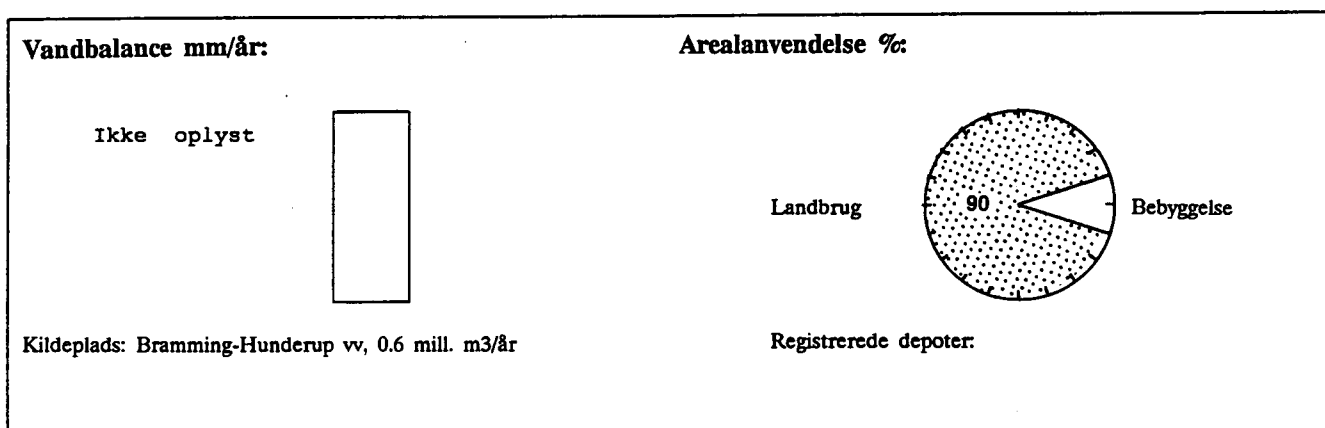 Vandbalance mm/år:
Ikke oplyst
Kildeplads: Bramming-Hunderup vv, 0.6 mill. m3/år
Arealanvendelse %:
Landbrug
90
Bebyggelse
Registrerede depoter: